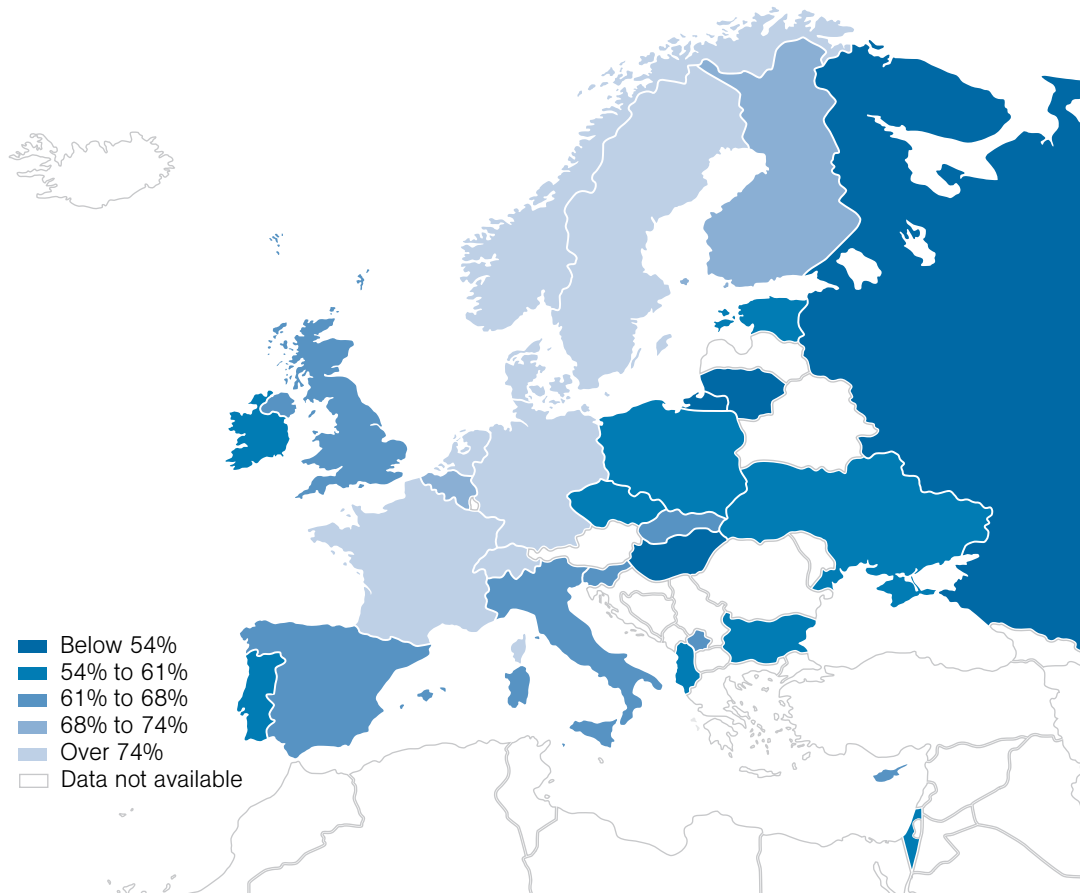 Below 54%
54% to 61%
61% to 68%
68% to 74%
Over 74%
Data not available